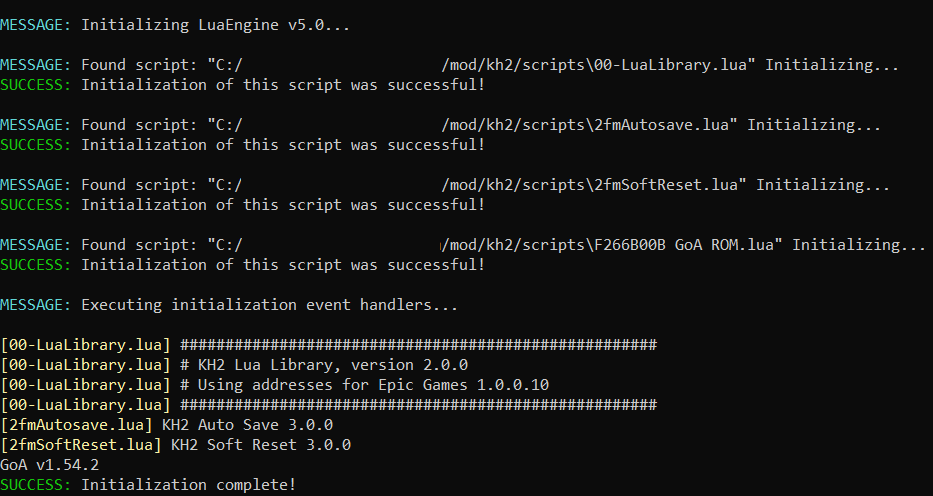 MESSAGE: Initializing LuaEngine v5.0...
MESSAGE: Found script: "C:/ /mod/kh2/scripts\00-LuaLibrary.lua" Initializing...
SUCCESS: Initialization of this script was successful!
MESSAGE: Found script: "C:/ /mod/kh2/scripts\2fmAutosave.lua" Initializing...
SUCCESS: Initialization of this script was successful!
MESSAGE: Found script: "C:/ /mod/kh2/scripts\2fmSoftReset.lua" Initializing...
SUCCESS: Initialization of this script was successful!
MESSAGE: Found script: "C:/ /mod/kh2/scripts\F266B00B GoA ROM.lua" Initializing...
SUCCESS: Initialization of this script was successful!
MESSAGE: Executing initialization event handlers...
[00-LuaLibrary.lua] #####################################################
[00-LuaLibrary.lua] # KH2 Lua Library, version 2.0.0
[00-LuaLibrary.lua] # Using addresses for Epic Games 1.0.0.10
[00-LuaLibrary.lua] #####################################################
[2fmAutosave.lua] KH2 Auto Save 3.0.0
[2fmSoftReset.lua] KH2 Soft Reset 3.0.0
GoA v1.54.2
SUCCESS: Initialization complete!